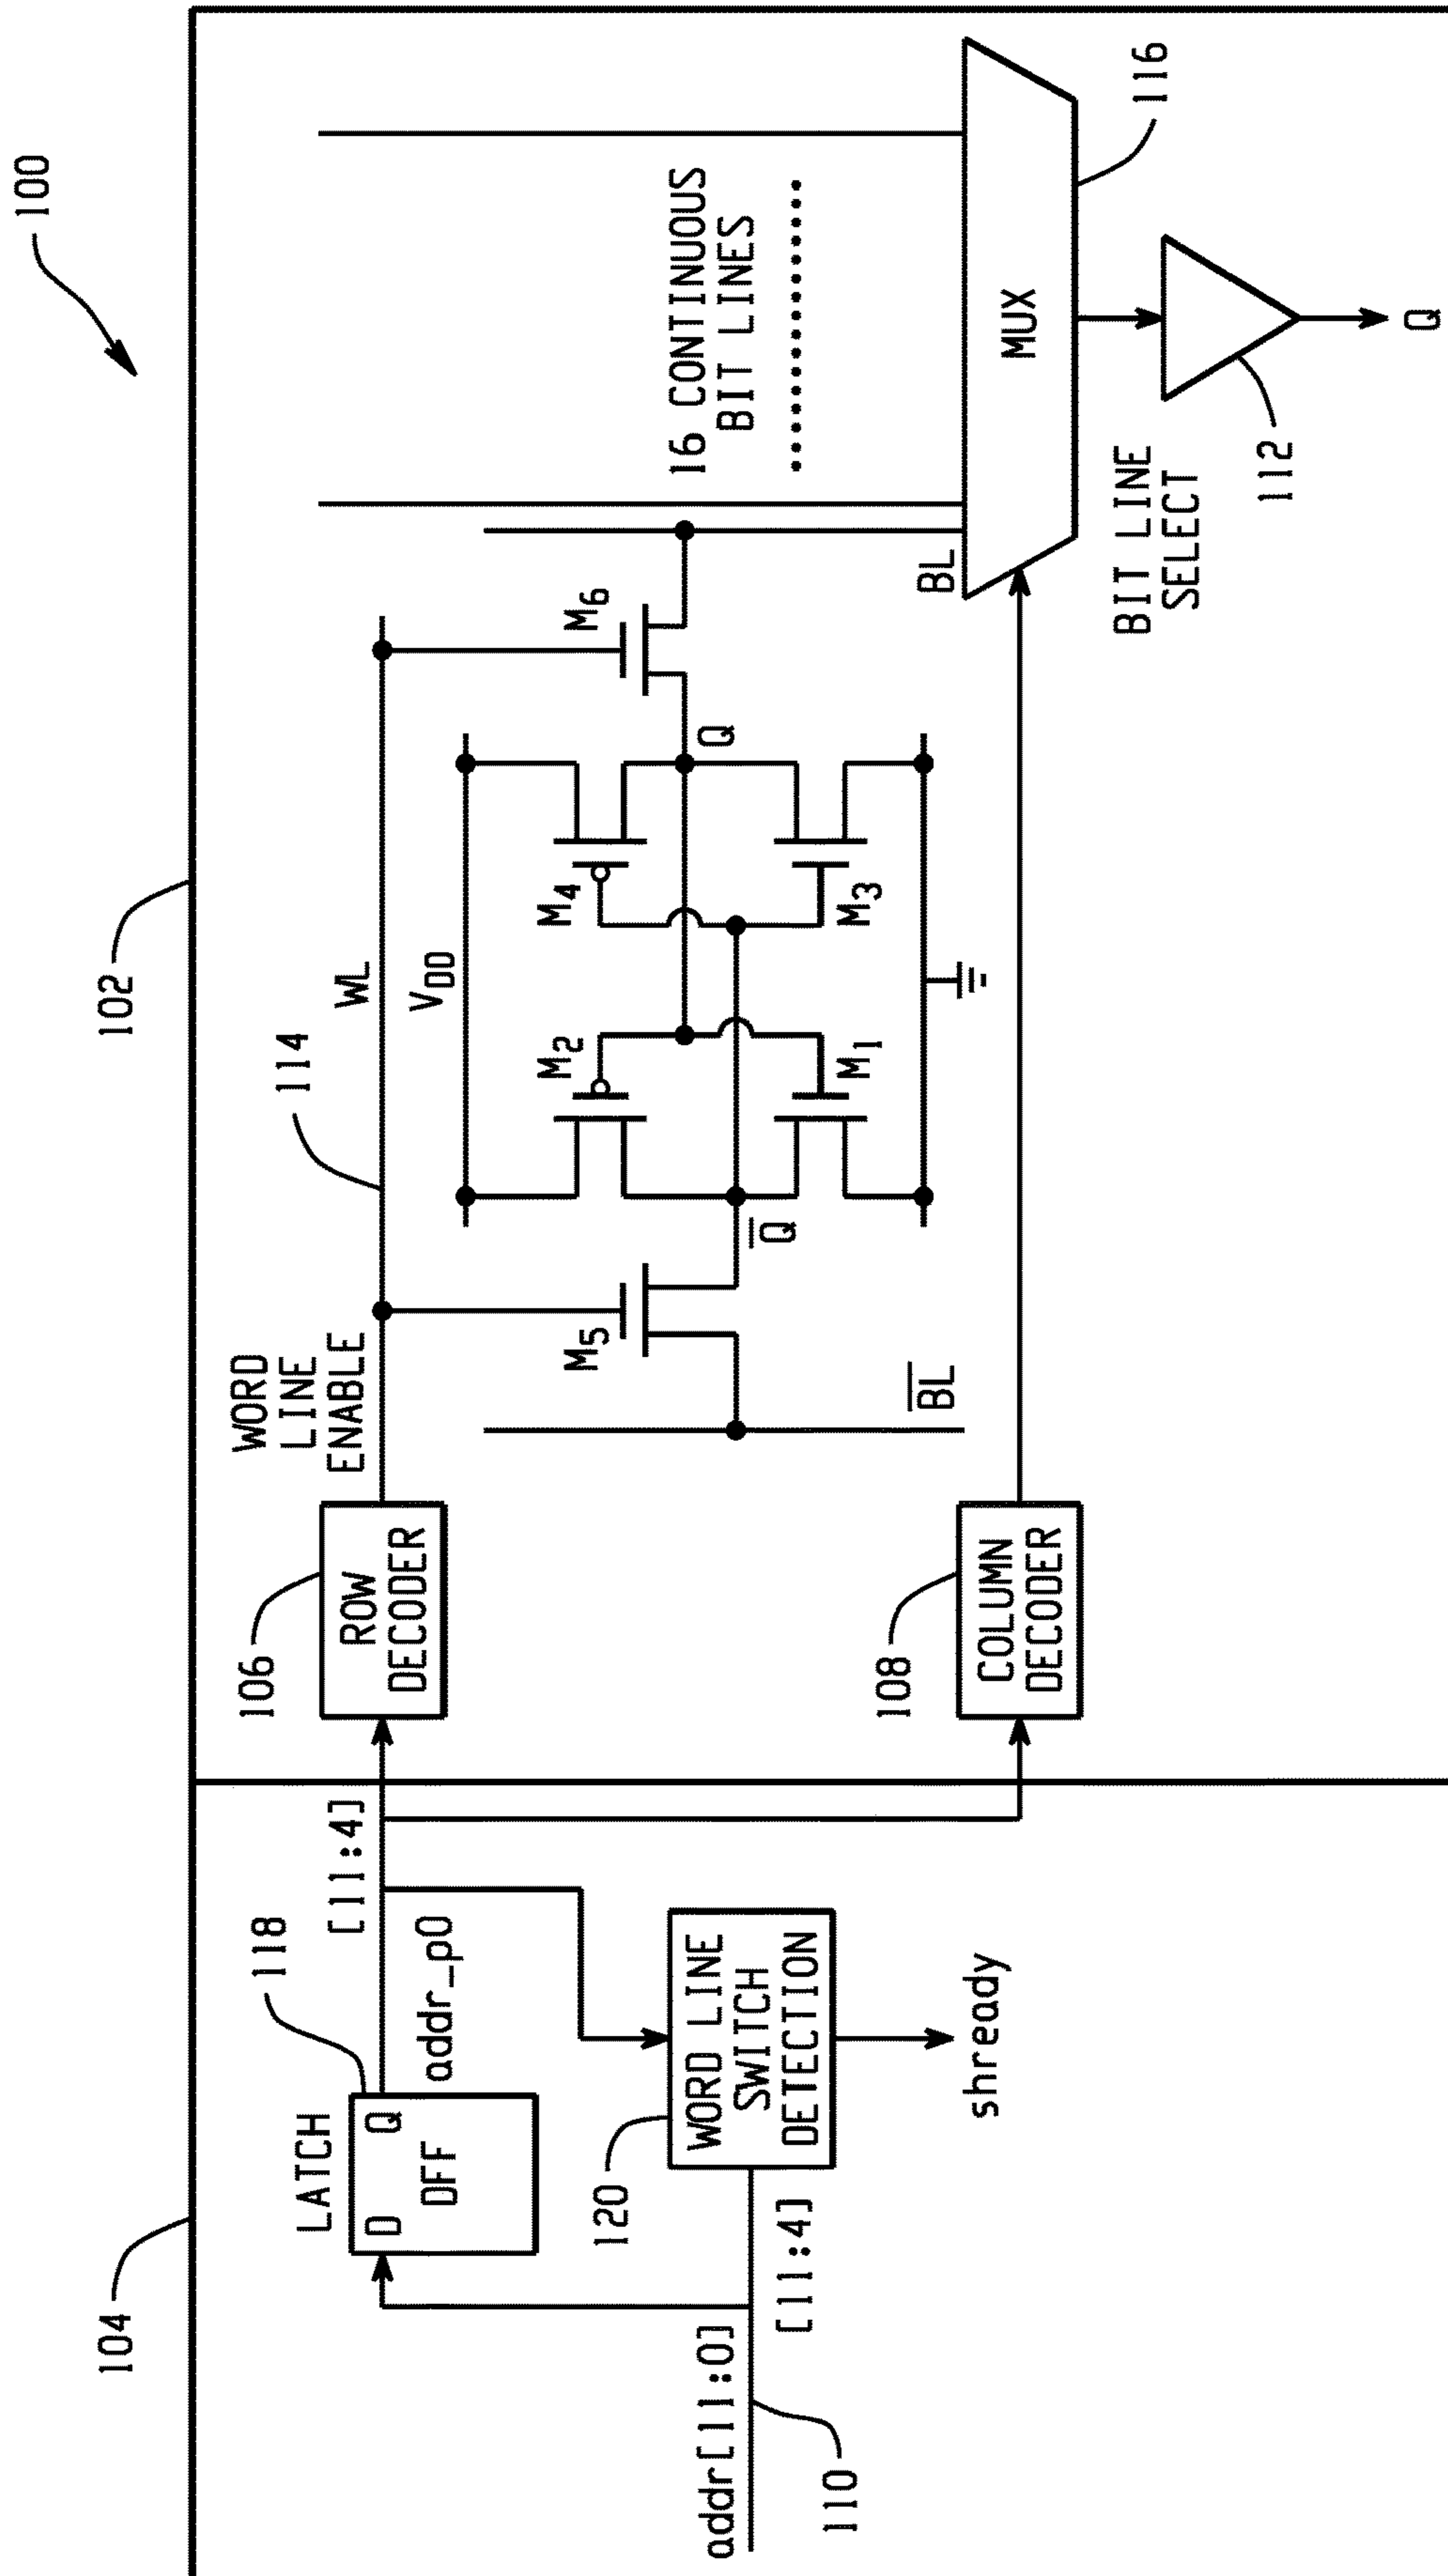 100
102
104
114
WL
WORD
LINE
ENABLE
106
ROW
DECODER
[11:4]
118
LATCH
D Q
DFF
addr_p0
V_DD
M₂
M₄
M₅
M₆
Q
Q̅
M₁
M₃
16 CONTINUOUS
BIT LINES
B̅L̅
BL
120
WORD LINE
SWITCH
DETECTION
shready
addr[11:0]
[11:4]
110
108
COLUMN
DECODER
MUX
116
BIT LINE
SELECT
112
Q